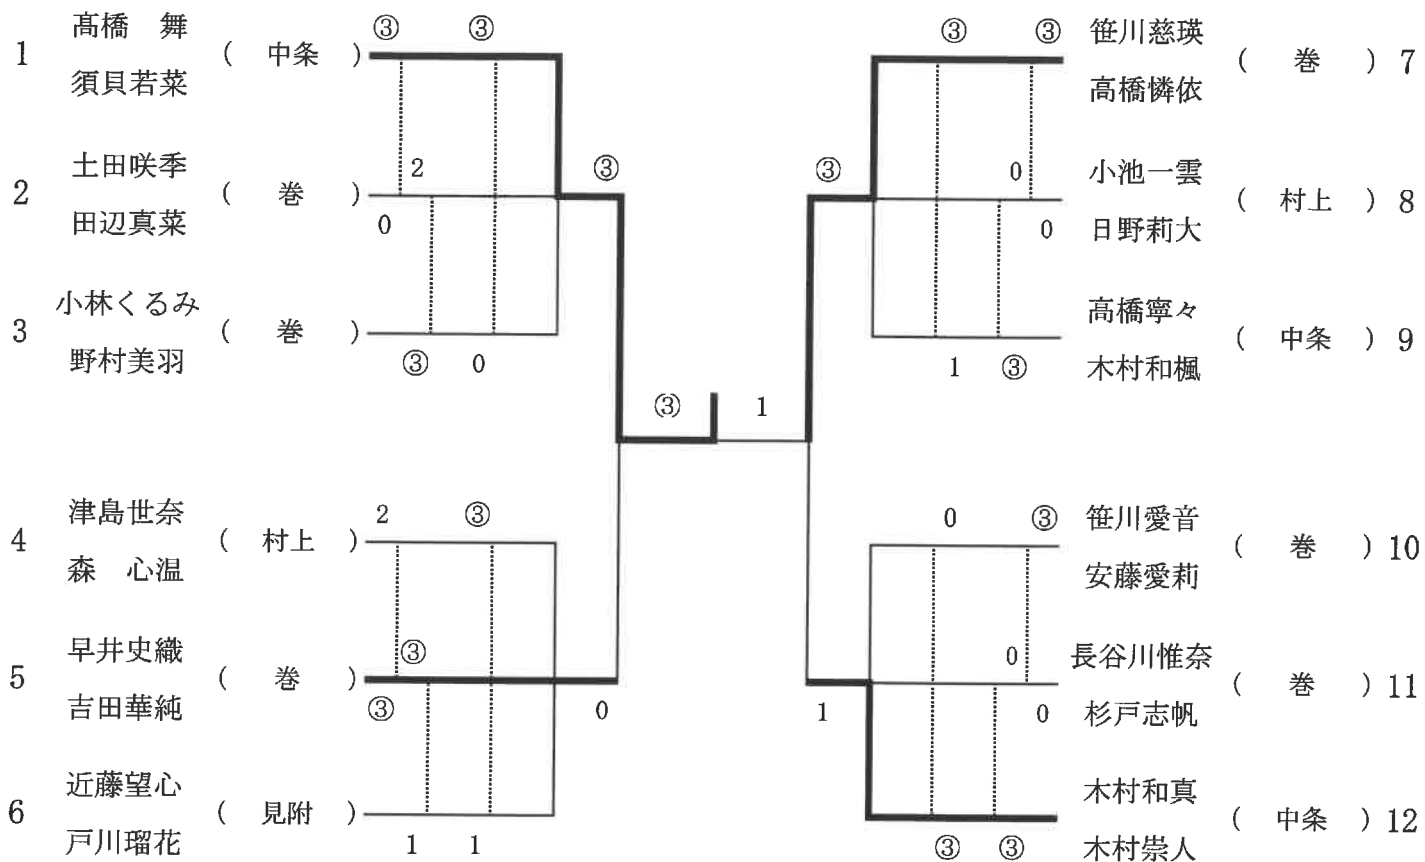 髙橋 舞
③ ③
1 ( 中条 )
須貝若菜
土田咲季
2
2 ( 巻 )
③
田辺真菜
0
小林くるみ
3 ( 巻 )
野村美羽
③ 0
③ 1
津島世奈
2 ③
4 ( 村上 )
森 心温
早井史織
③
5 ( 巻 )
吉田華純
③
0
近藤望心
6 ( 見附 )
戸川瑠花
1 1
③ ③
笹川慈瑛
( 巻 ) 7
高橋憐依
③
0
小池一雲
( 村上 ) 8
0
日野莉大
高橋寧々
( 中条 ) 9
1 ③
木村和楓
0 ③
笹川愛音
( 巻 ) 10
安藤愛莉
0
長谷川惟奈
( 巻 ) 11
1
0
杉戸志帆
木村和真
( 中条 ) 12
③ ③
木村崇人